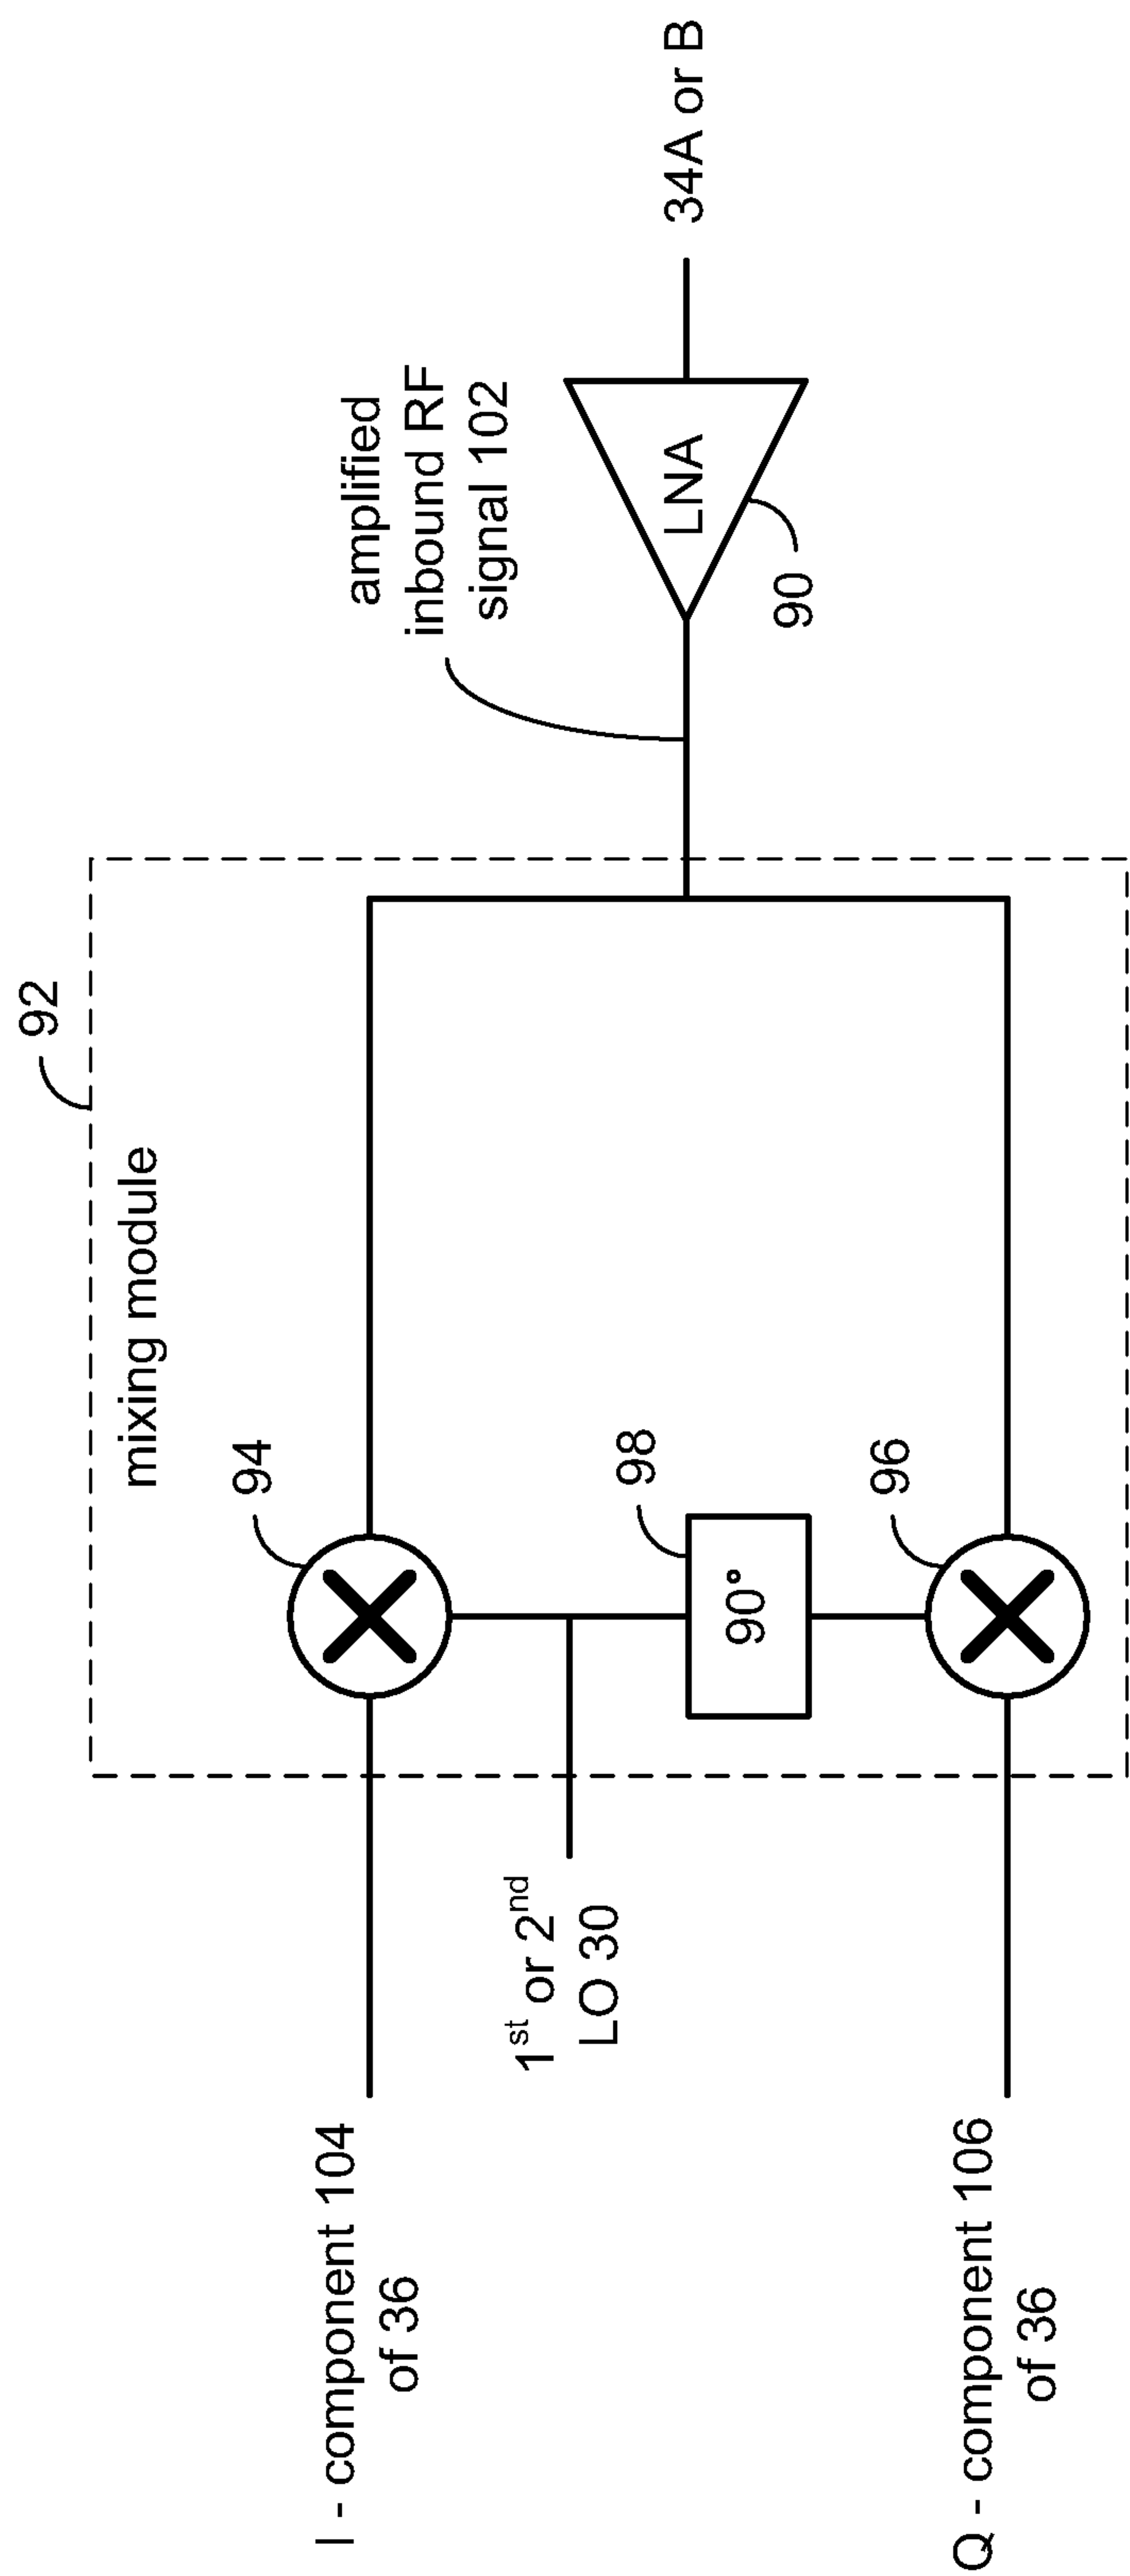 92
mixing module
94
98
90°
96
amplified
inbound RF
signal 102
LNA
90
34A or B
1st or 2nd
LO 30
I - component 104
of 36
Q - component 106
of 36